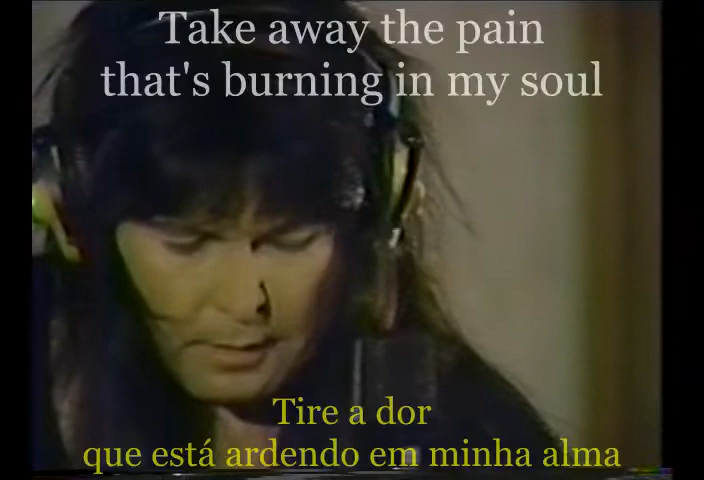 Take away the pain
that's burning in my soul
Tire a dor
que está ardendo em minha alma